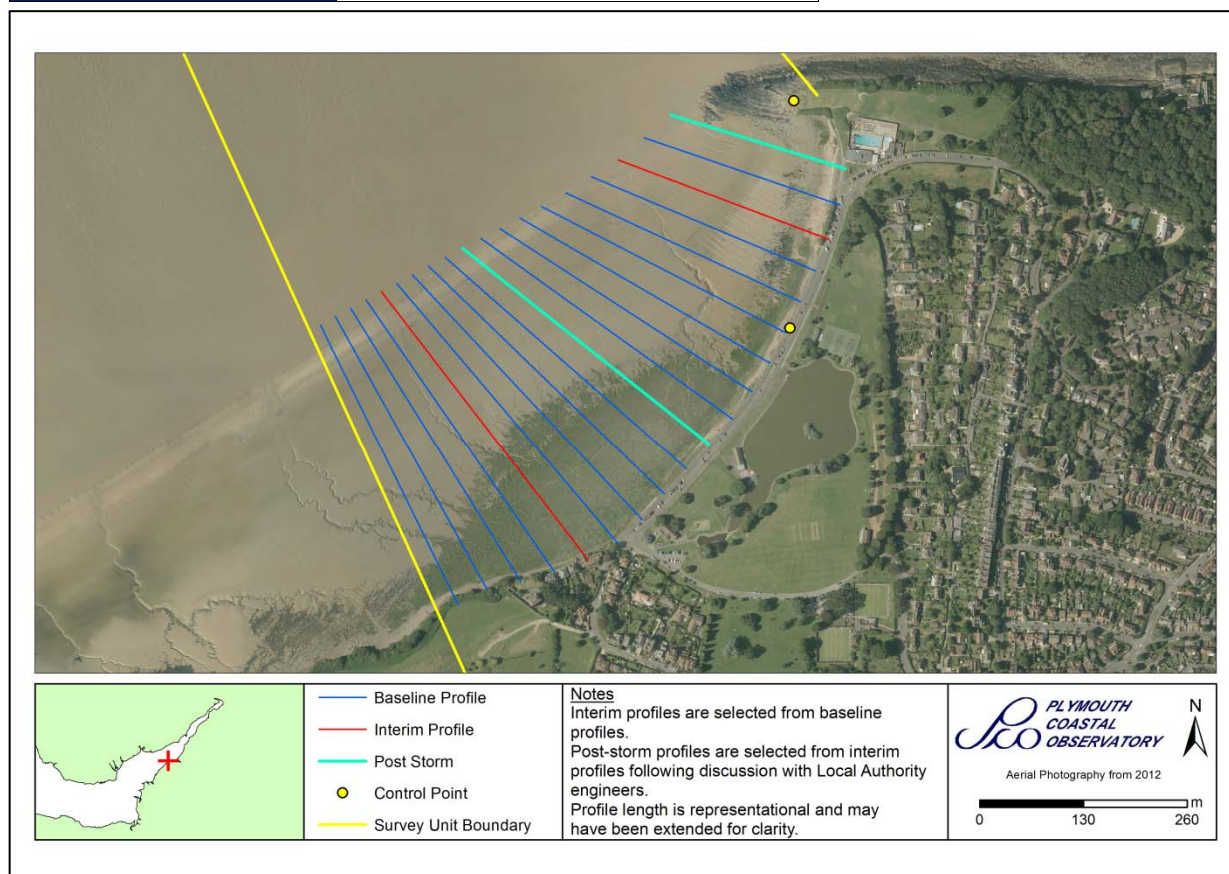 Baseline Profile
Interim Profile
Post Storm
Control Point
Survey Unit Boundary
Notes
Interim profiles are selected from baseline
profiles.
Post-storm profiles are selected from interim
profiles following discussion with Local Authority
engineers.
Profile length is representational and may
have been extended for clarity.
PCO
PLYMOUTH
COASTAL
OBSERVATORY
N
Aerial Photography from 2012
m
0 130 260